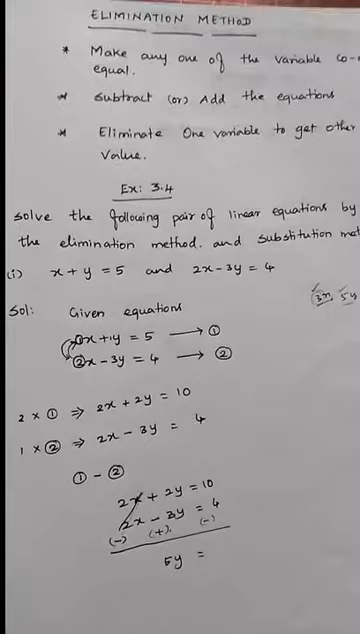 ELIMINATION METHOD
* Make any one of the variable co-
equal.
* Subtract (or) Add the equations
* Eliminate One variable to get other
Value.
Ex: 3.4
solve the following pair of linear equations by
the elimination method. and substitution met
(i) x + y = 5 and 2x - 3y = 4
3x, 5y
Sol: Given equations
①x + 1y = 5 → ①
②x - 3y = 4 → ②
2 × ① ⇒ 2x + 2y = 10
1 × ② ⇒ 2x - 3y = 4
① - ②
2x + 2y = 10
2x - 3y = 4
(-) (+) (-)
5y =